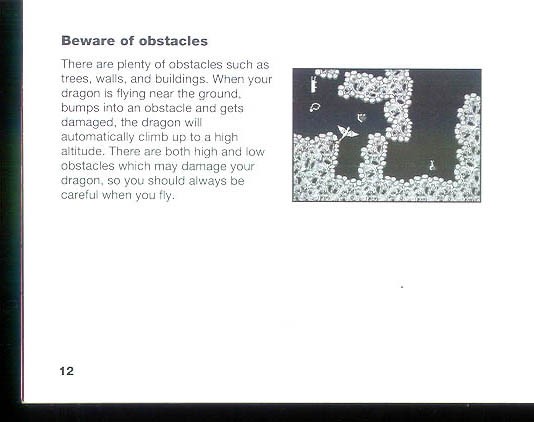 Beware of obstacles
There are plenty of obstacles such as
trees, walls, and buildings. When your
dragon is flying near the ground,
bumps into an obstacle and gets
damaged, the dragon will
automatically climb up to a high
altitude. There are both high and low
obstacles which may damage your
dragon, so you should always be
careful when you fly.
12